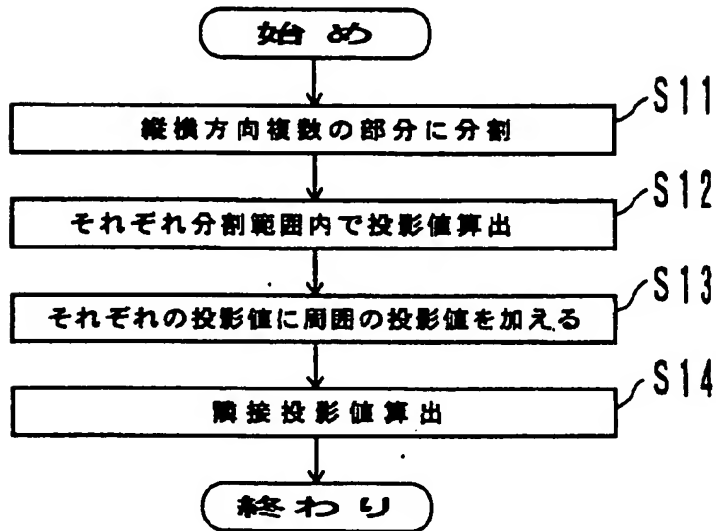 始め
S11
縦横方向複数の部分に分割
S12
それぞれ分割範囲内で投影値算出
S13
それぞれの投影値に周囲の投影値を加える
S14
隣接投影値算出
終わり